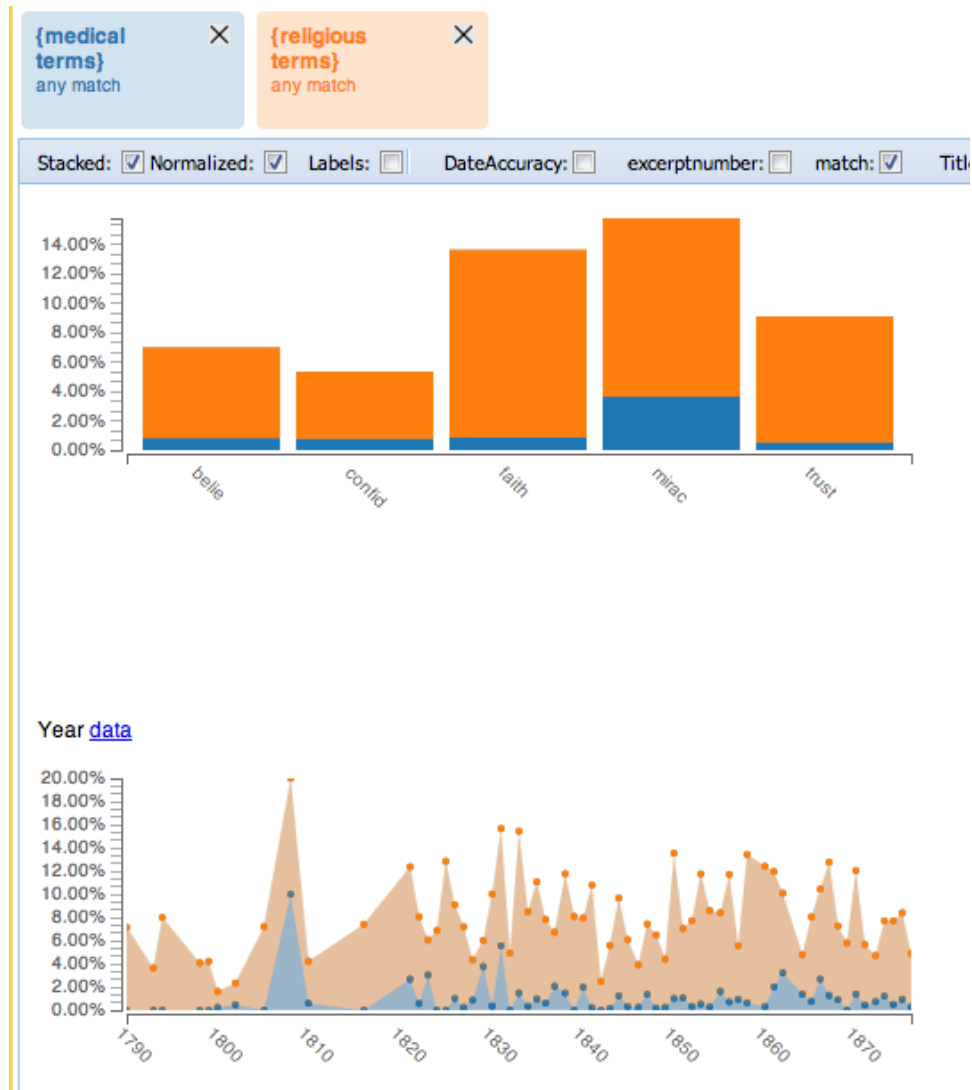 {medical
terms}
any match
{religious
terms}
any match
Stacked: Normalized: Labels: DateAccuracy: excerptnumber: match: Titl
14.00%
12.00%
10.00%
8.00%
6.00%
4.00%
2.00%
0.00%
belie confid faith mirac trust
Year data
20.00%
18.00%
16.00%
14.00%
12.00%
10.00%
8.00%
6.00%
4.00%
2.00%
0.00%
1790 1800 1810 1820 1830 1840 1850 1860 1870